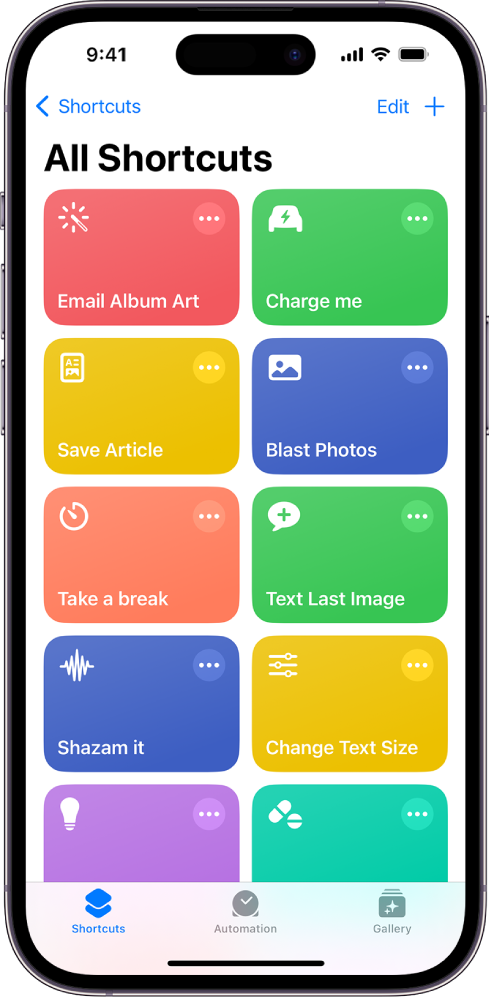 9:41
Shortcuts
Edit
All Shortcuts
Email Album Art
Charge me
Save Article
Blast Photos
Take a break
Text Last Image
Shazam it
Change Text Size
Shortcuts
Automation
Gallery